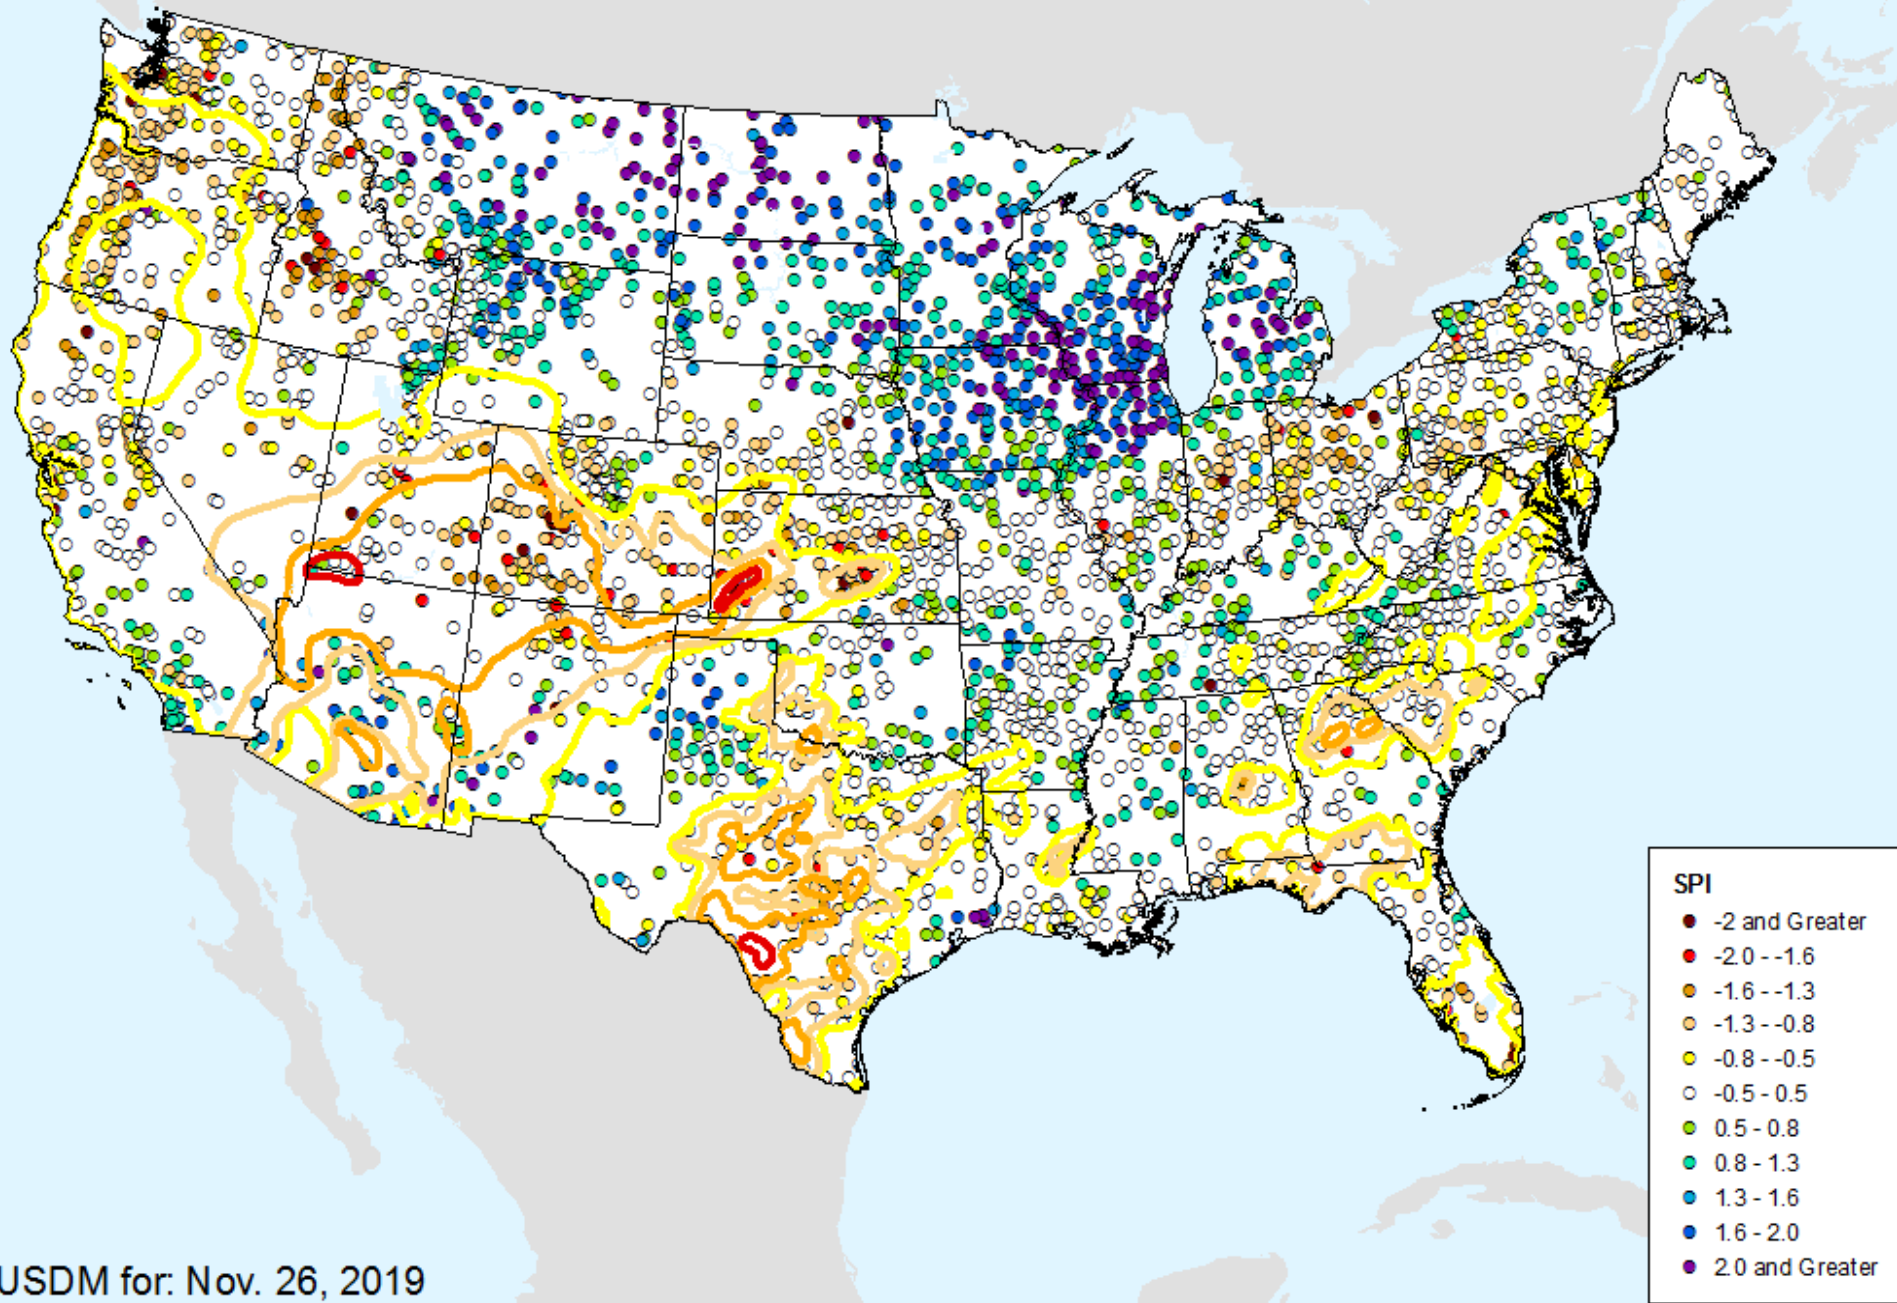 SPI
-2 and Greater
-2.0 - -1.6
-1.6 - -1.3
-1.3 - -0.8
-0.8 - -0.5
-0.5 - 0.5
0.5 - 0.8
0.8 - 1.3
1.3 - 1.6
1.6 - 2.0
2.0 and Greater
USDM for: Nov. 26, 2019